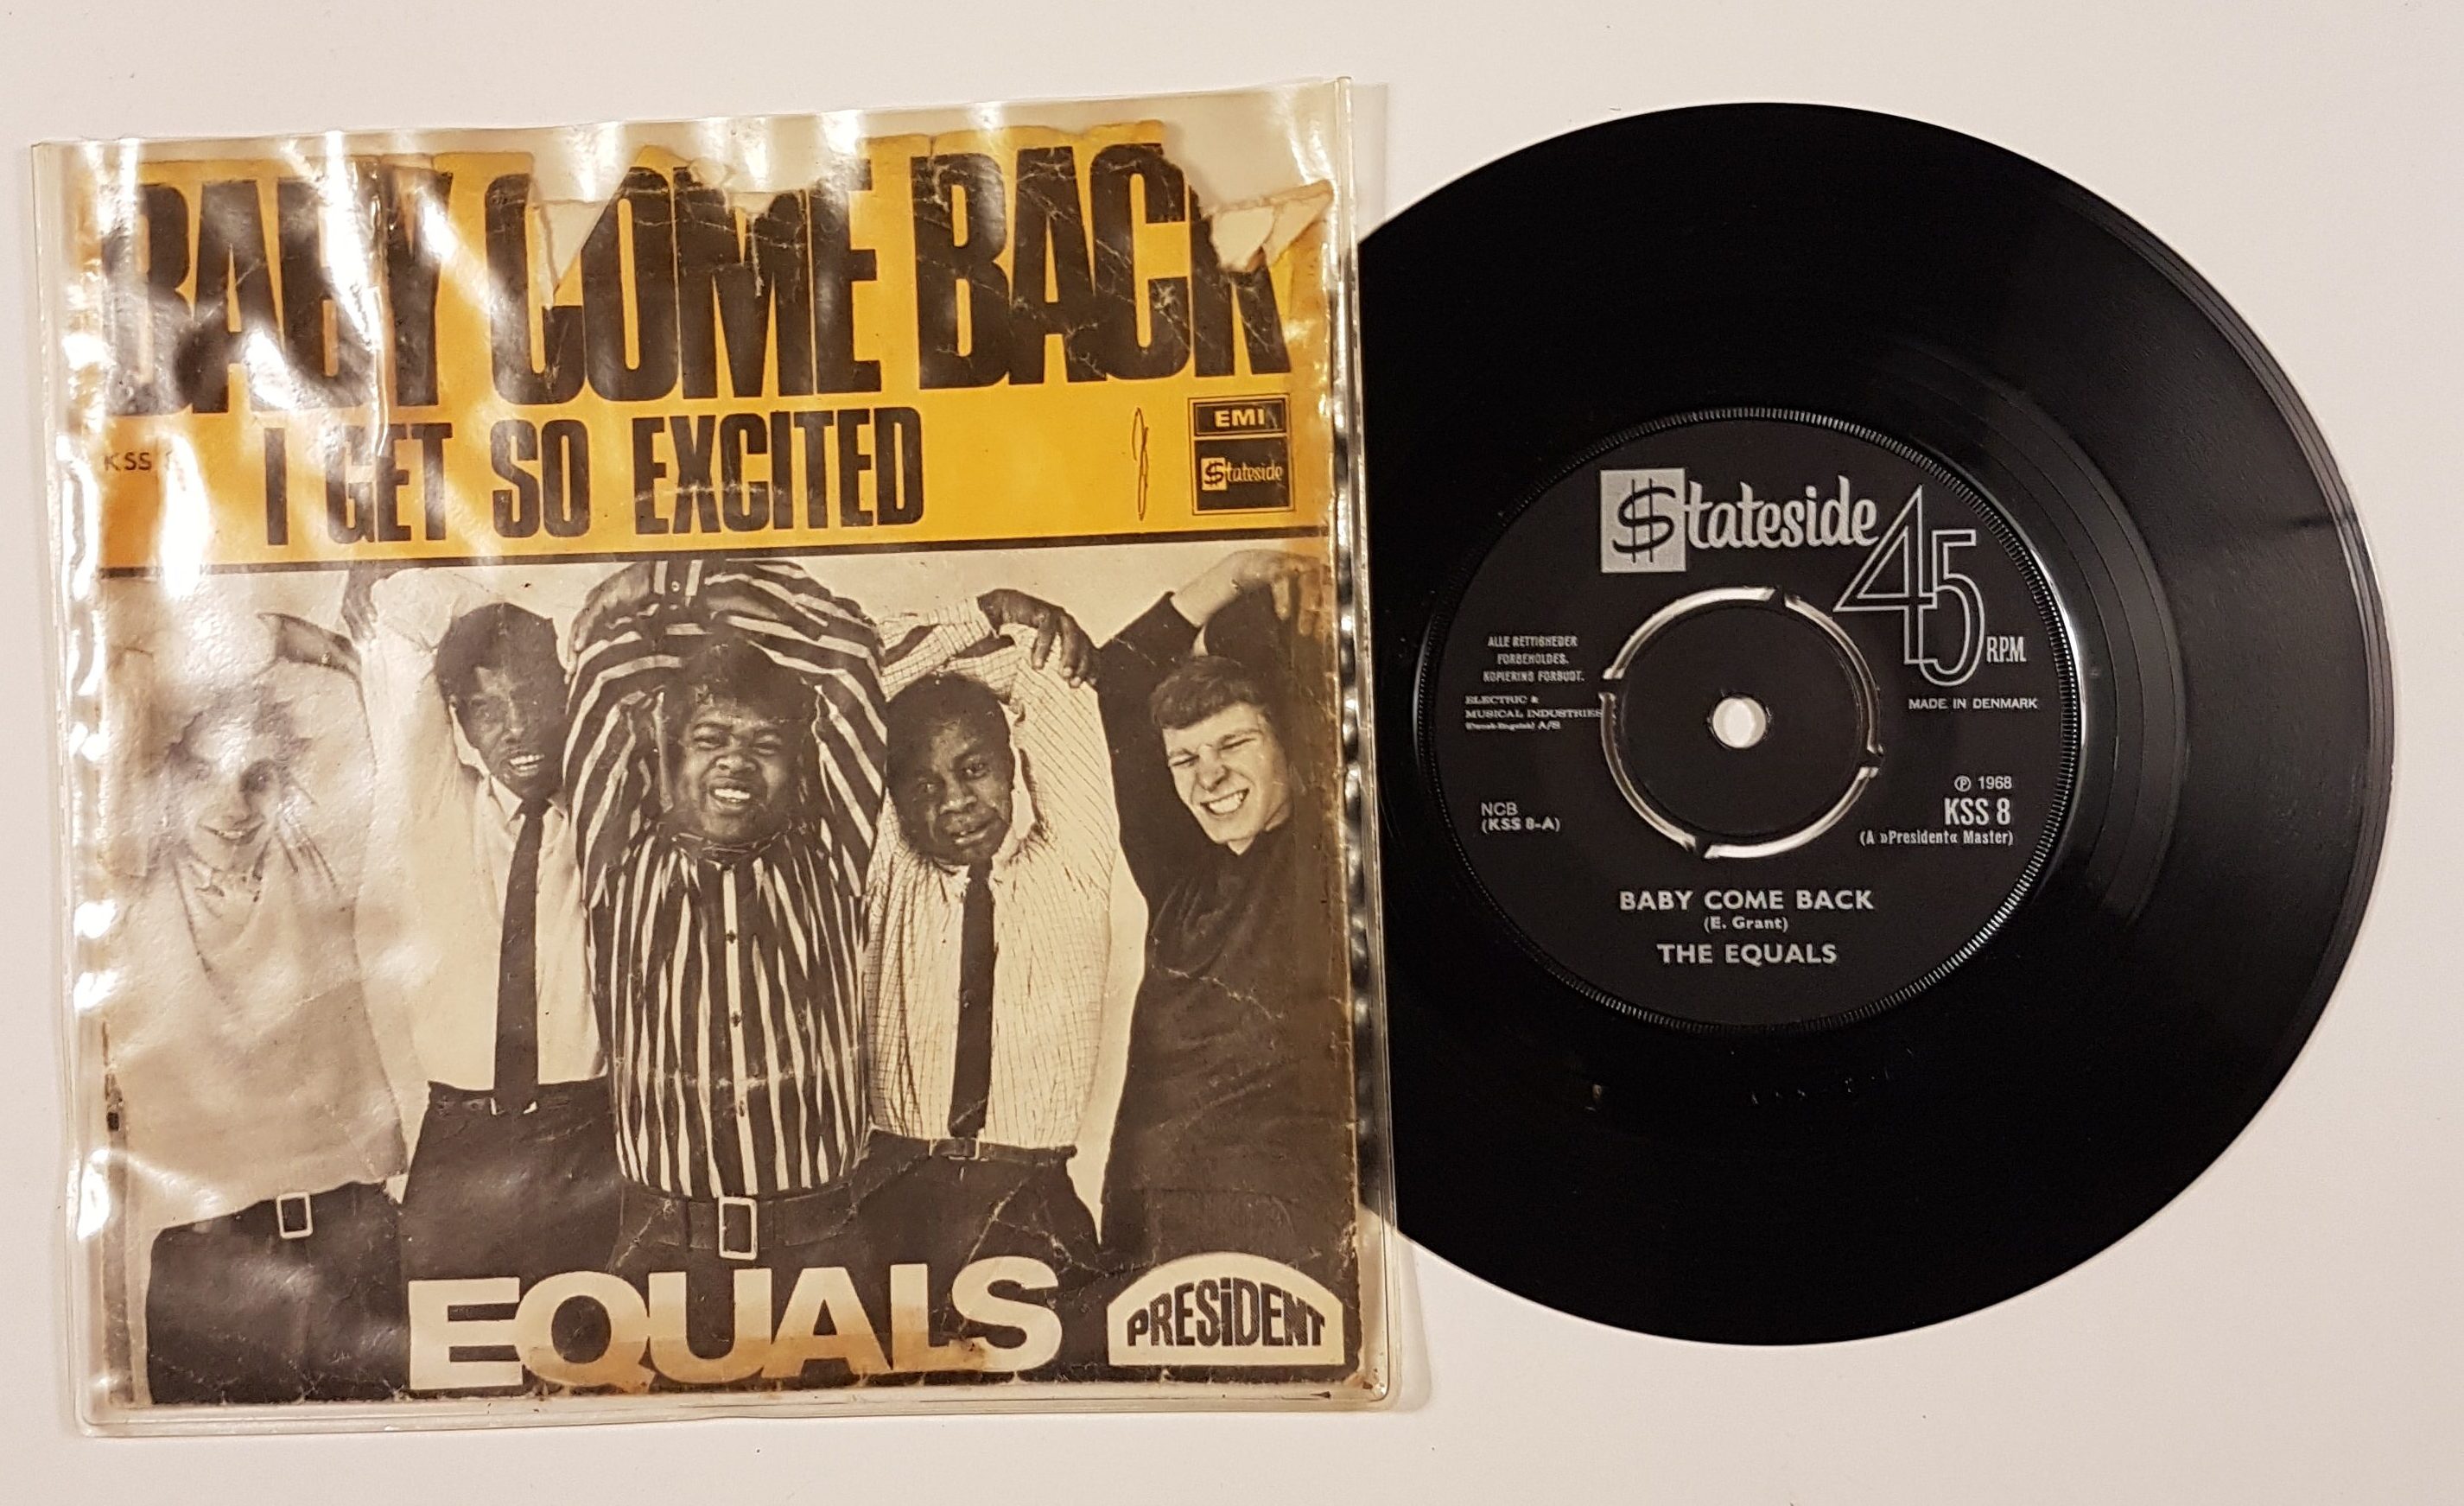 BABY COME BACK
I GET SO EXCITED
KSS
EMI
Stateside
EQUALS
PRESiDENT
Stateside
45
R.P.M.
ALLE RETTIGHEDER
FORBEHOLDES.
KOPIERING FORBUDT.
ELECTRIC &
MUSICAL INDUSTRIES
(Dansk-Engelsk) A/S
MADE IN DENMARK
℗ 1968
KSS 8
(A »President« Master)
NCB
(KSS 8-A)
BABY COME BACK
(E. Grant)
THE EQUALS